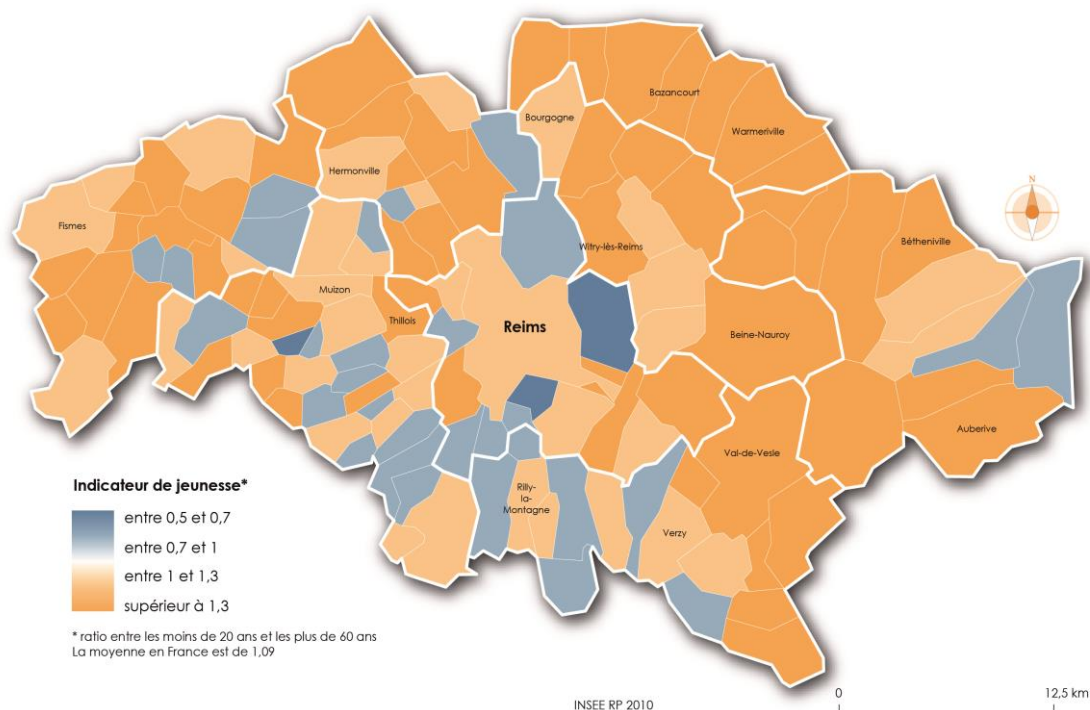 Bazancourt
Bourgogne
Warmeriville
Hermonville
N
Fismes
Witry-lès-Reims
Bétheniville
Muizon
Thillois
Reims
Beine-Nauroy
Auberive
Val-de-Vesle
Rilly-
la-
Montagne
Verzy
Indicateur de jeunesse*
entre 0,5 et 0,7
entre 0,7 et 1
entre 1 et 1,3
supérieur à 1,3
* ratio entre les moins de 20 ans et les plus de 60 ans
La moyenne en France est de 1,09
INSEE RP 2010
0
12,5 km